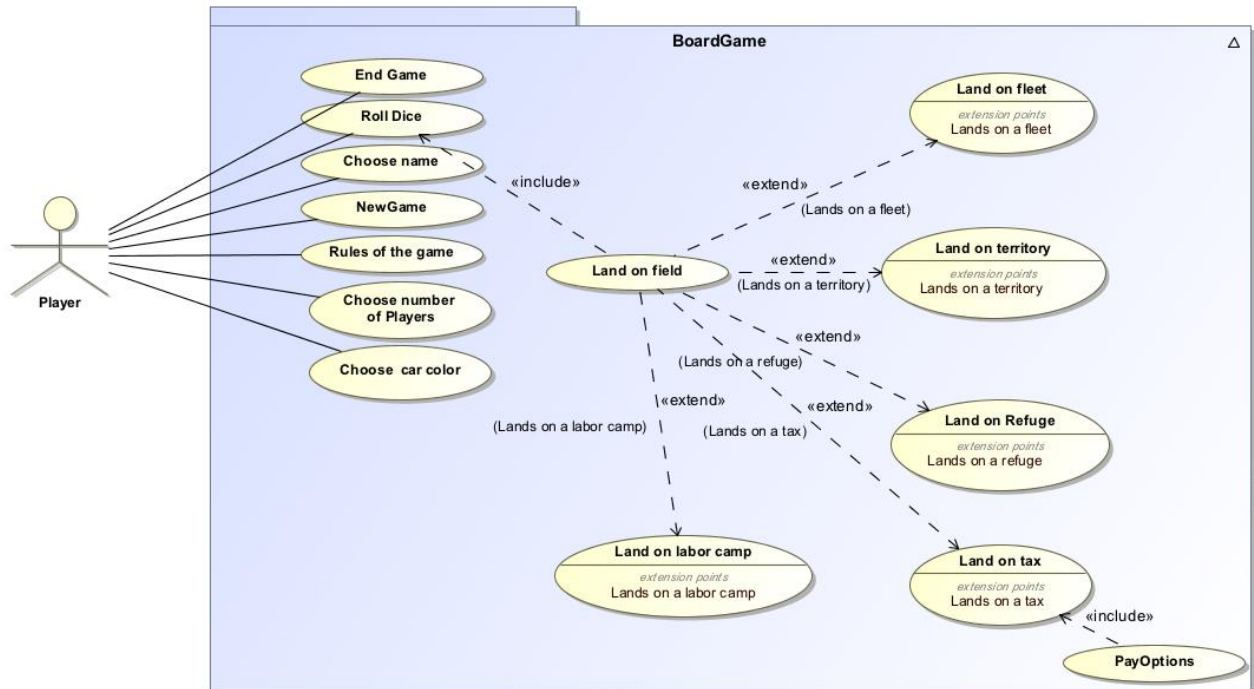 BoardGame
End Game
Roll Dice
Choose name
NewGame
Rules of the game
Choose number
of Players
Choose car color
Player
«include»
Land on field
«extend»
(Lands on a fleet)
Land on fleet
extension points
Lands on a fleet
«extend»
(Lands on a territory)
Land on territory
extension points
Lands on a territory
«extend»
(Lands on a refuge)
Land on Refuge
extension points
Lands on a refuge
«extend»
(Lands on a tax)
Land on tax
extension points
Lands on a tax
«extend»
(Lands on a labor camp)
Land on labor camp
extension points
Lands on a labor camp
«include»
PayOptions